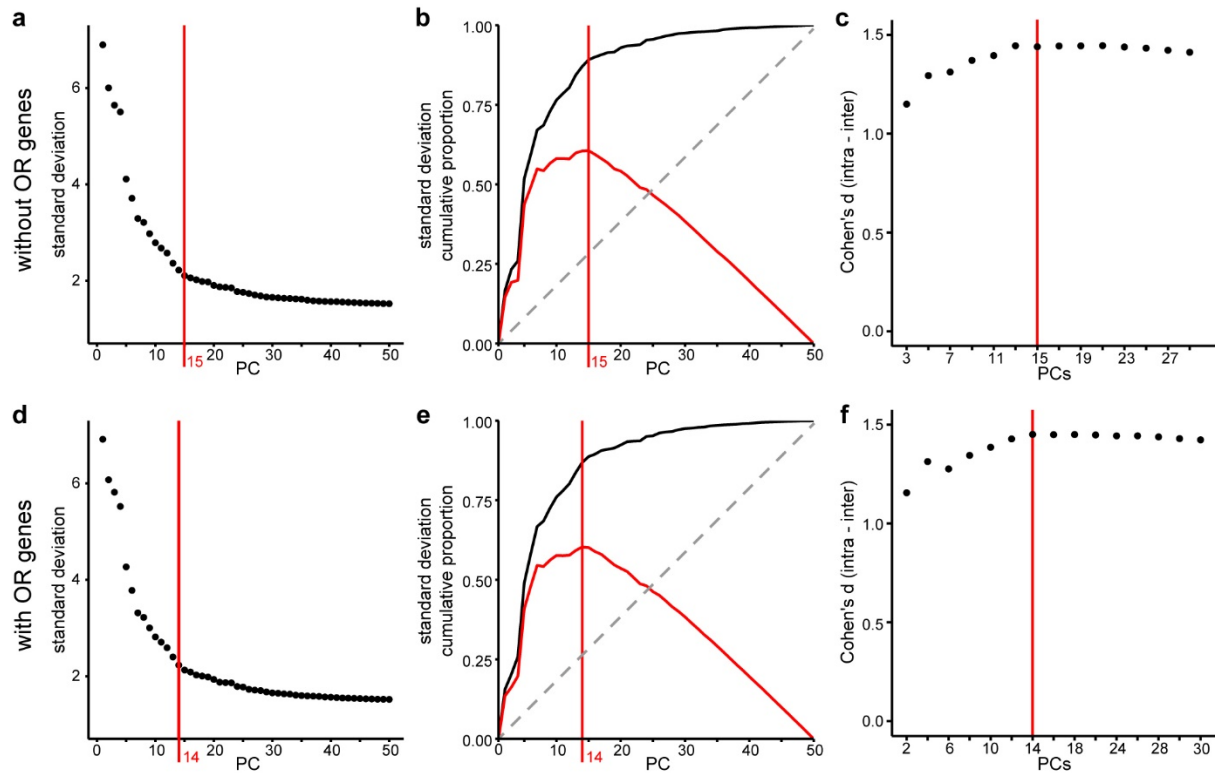 a
b
c
without OR genes
standard deviation
6
4
2
0 10 20 30 40 50
15
PC
standard deviation
cumulative proportion
1.00
0.75
0.50
0.25
0.00
0 10 20 30 40 50
15
PC
Cohen's d (intra - inter)
1.5
1.0
0.5
0.0
3 7 11 15 19 23 27
PCs
d
e
f
with OR genes
standard deviation
6
4
2
0 10 20 30 40 50
14
PC
standard deviation
cumulative proportion
1.00
0.75
0.50
0.25
0.00
0 10 20 30 40 50
14
PC
Cohen's d (intra - inter)
1.5
1.0
0.5
0.0
2 6 10 14 18 22 26 30
PCs